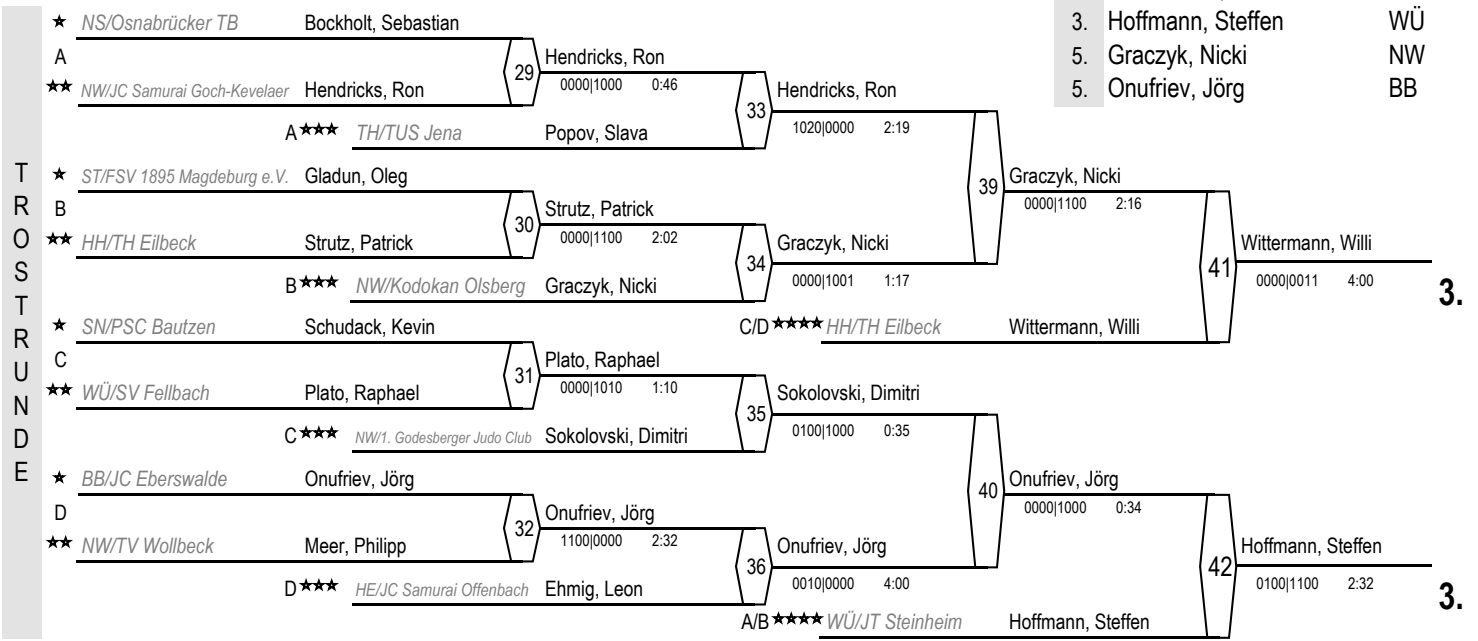 3. Hoffmann, Steffen WÜ
5. Graczyk, Nicki NW
5. Onufriev, Jörg BB
TROSTRUNDE
★ NS/Osnabrücker TB Bockholt, Sebastian
A
29 Hendricks, Ron
0000|1000 0:46
★★ NW/JC Samurai Goch-Kevelaer Hendricks, Ron
33 Hendricks, Ron
1020|0000 2:19
A★★★ TH/TUS Jena Popov, Slava
★ ST/FSV 1895 Magdeburg e.V. Gladun, Oleg
39 Graczyk, Nicki
0000|1100 2:16
B
30 Strutz, Patrick
0000|1100 2:02
★★ HH/TH Eilbeck Strutz, Patrick
34 Graczyk, Nicki
0000|1001 1:17
41 Wittermann, Willi
0000|0011 4:00
3.
B★★★ NW/Kodokan Olsberg Graczyk, Nicki
★ SN/PSC Bautzen Schudack, Kevin
C/D★★★★ HH/TH Eilbeck Wittermann, Willi
C
31 Plato, Raphael
0000|1010 1:10
★★ WÜ/SV Fellbach Plato, Raphael
35 Sokolovski, Dimitri
0100|1000 0:35
C★★★ NW/1. Godesberger Judo Club Sokolovski, Dimitri
★ BB/JC Eberswalde Onufriev, Jörg
40 Onufriev, Jörg
0000|1000 0:34
D
32 Onufriev, Jörg
1100|0000 2:32
★★ NW/TV Wollbeck Meer, Philipp
36 Onufriev, Jörg
0010|0000 4:00
42 Hoffmann, Steffen
0100|1100 2:32
3.
D★★★ HE/JC Samurai Offenbach Ehmig, Leon
A/B★★★★ WÜ/JT Steinheim Hoffmann, Steffen